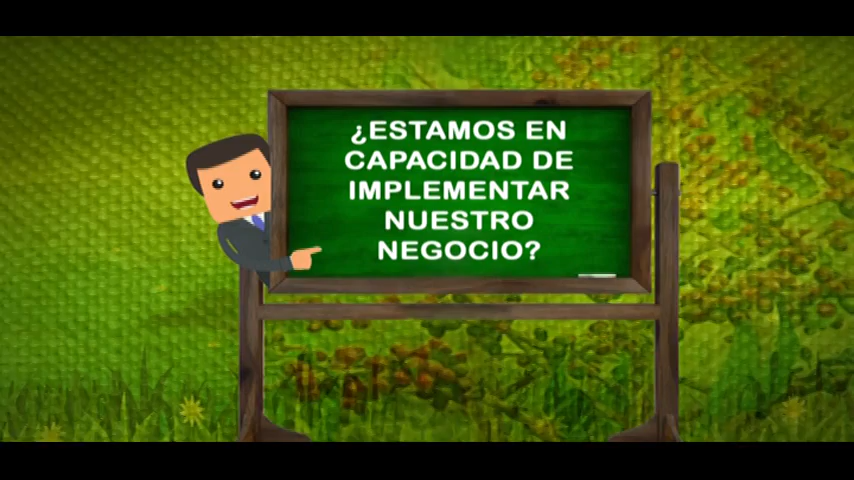 ¿ESTAMOS EN
CAPACIDAD DE
IMPLEMENTAR
NUESTRO
NEGOCIO?